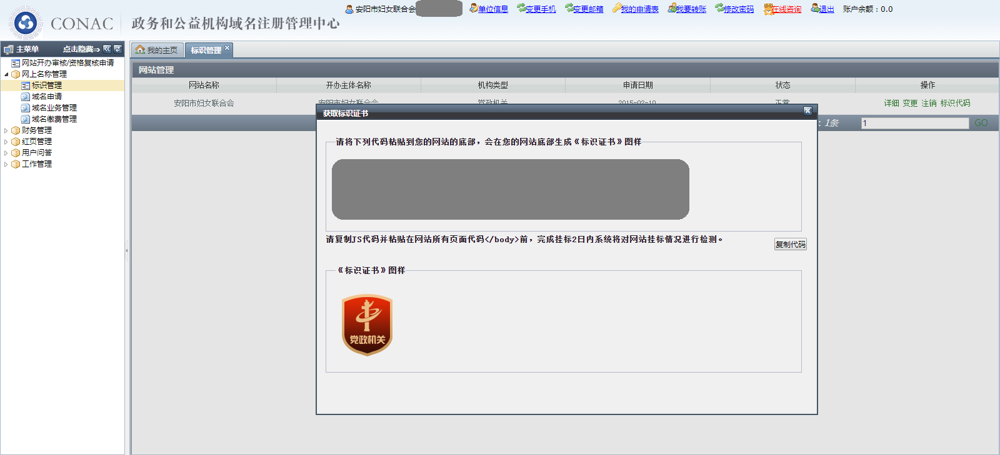 安阳市妇女联合会 单位信息 变更手机 变更邮箱 我的申请表 我要转账 修改密码 在线咨询 退出 账户余额：0.0
CONAC 政务和公益机构域名注册管理中心
主菜单 点击隐藏⇒
网站开办审核/资格复核申请
网上名称管理
标识管理
域名申请
域名业务管理
域名缴费管理
财务管理
红页管理
用户问答
工作管理
我的主页 标识管理
网站管理
网站名称 开办主体名称 机构类型 申请日期 状态 操作
安阳市妇女联合会 安阳市妇女联合会 党政机关 2015-02-10 正常 详细 变更 注销 标识代码
：1条 1 GO
获取标识证书
请将下列代码粘贴到您的网站的底部，会在您的网站底部生成《标识证书》图样
请复制JS代码并粘贴在网站所有页面代码</body>前，完成挂标2日内系统将对网站挂标情况进行检测。
复制代码
《标识证书》图样
党政机关